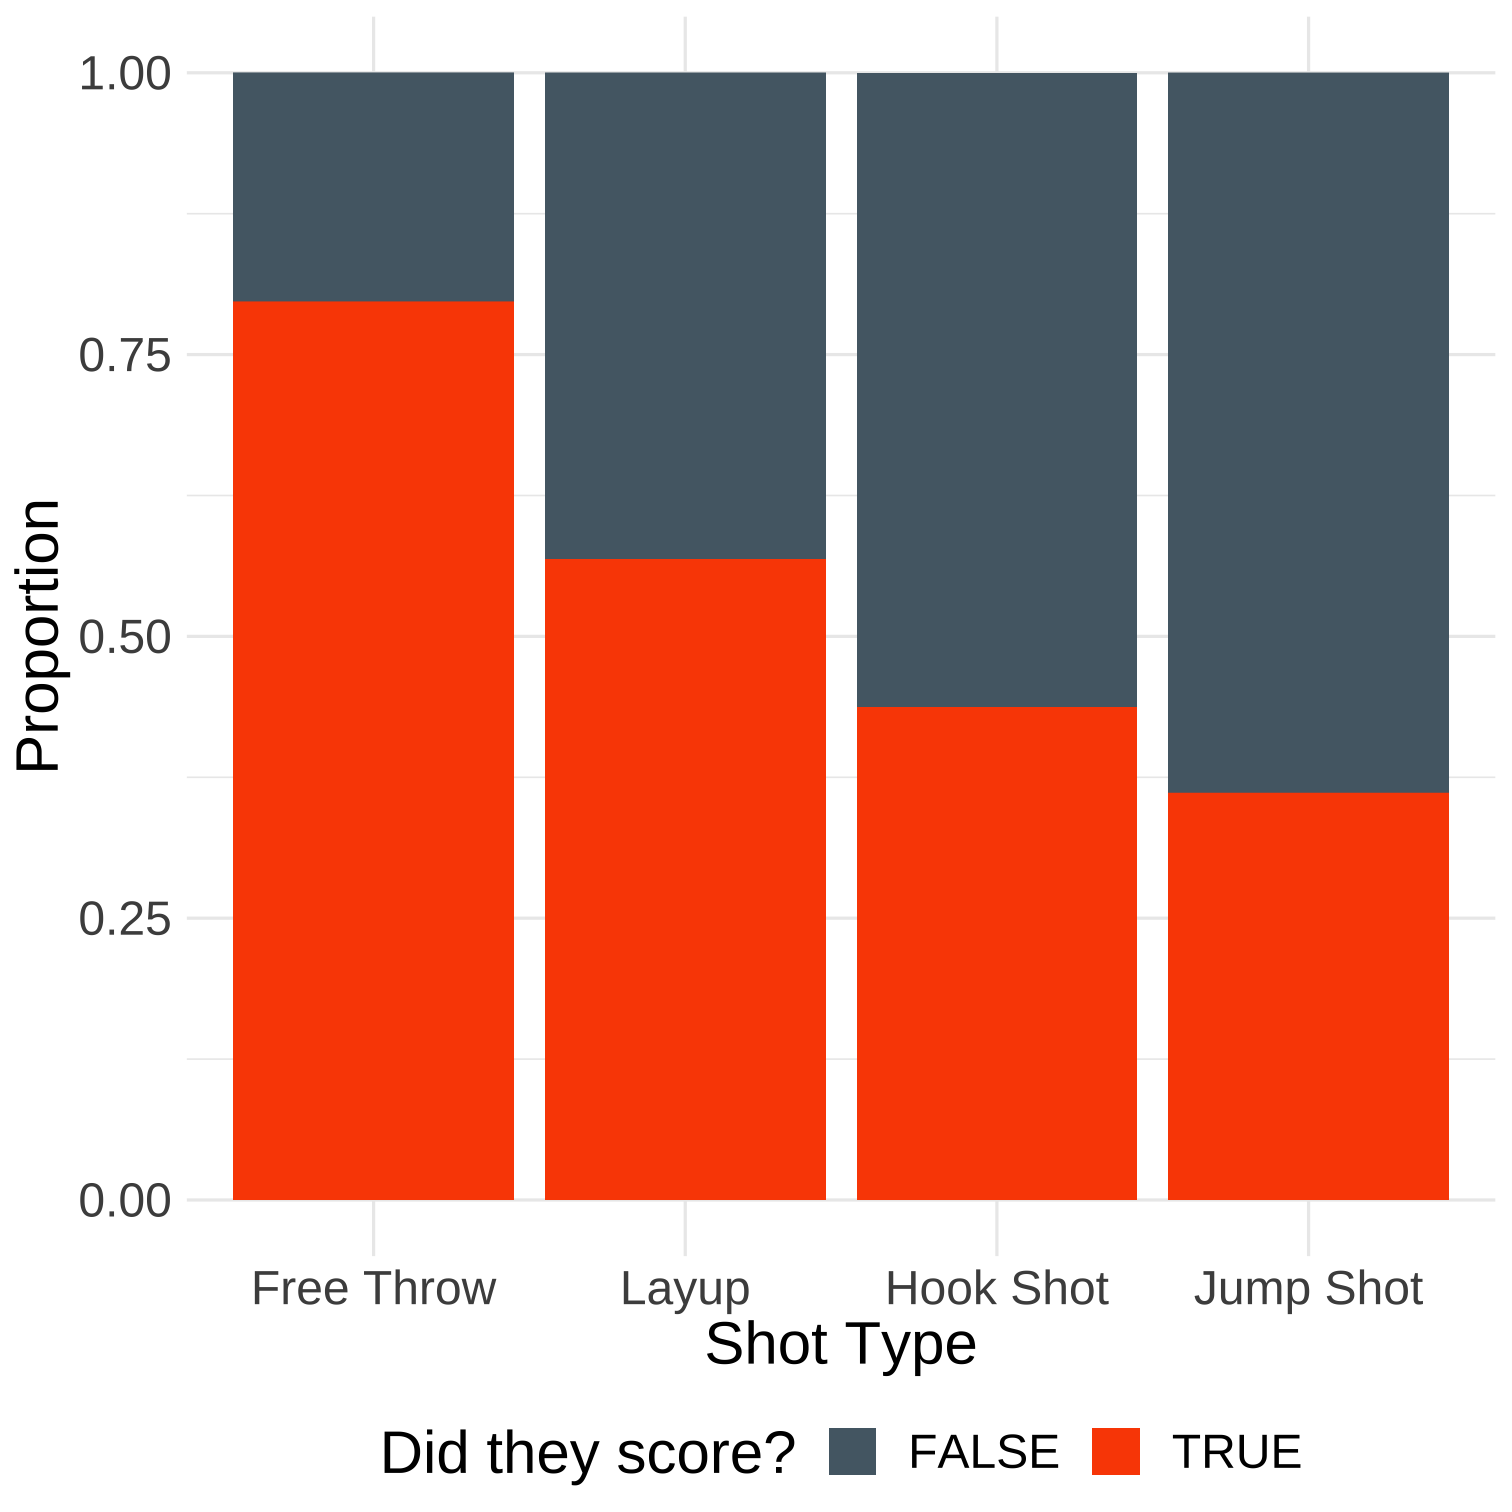 1.00
0.75
0.50
0.25
0.00
Proportion
Free Throw Layup Hook Shot Jump Shot
Shot Type
Did they score? FALSE TRUE